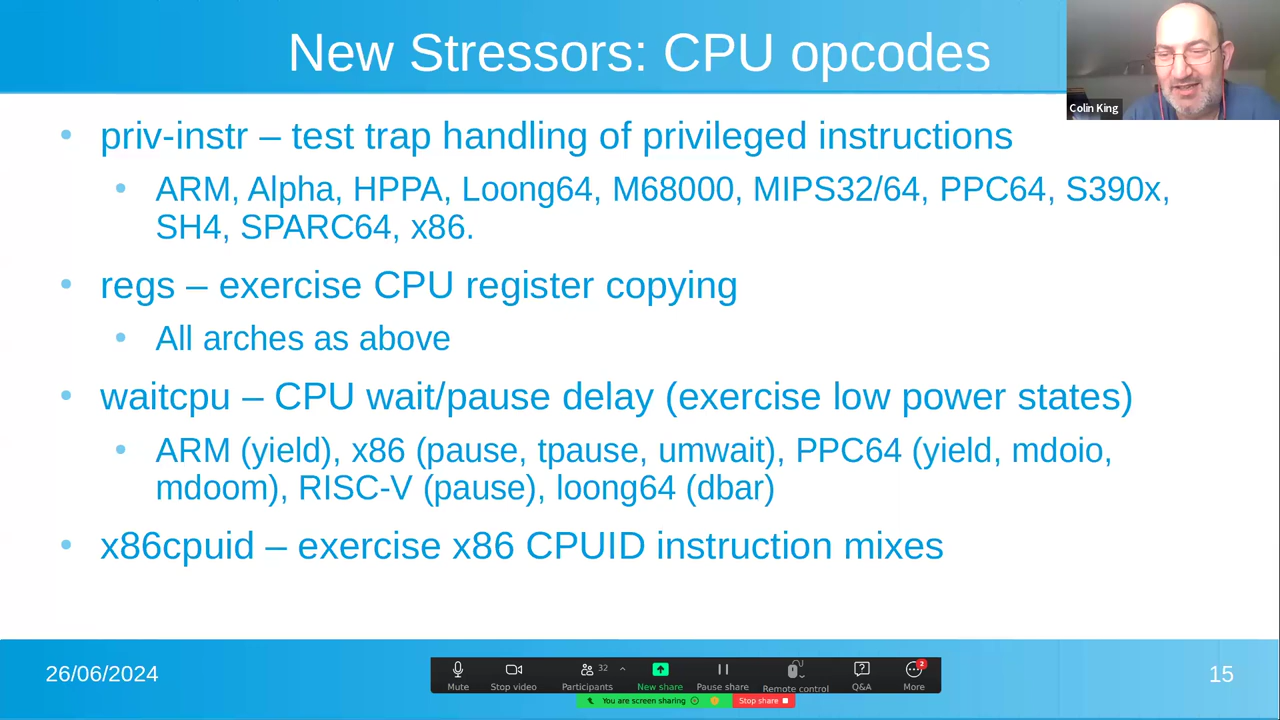 New Stressors: CPU opcodes
Colin King
priv-instr – test trap handling of privileged instructions
ARM, Alpha, HPPA, Loong64, M68000, MIPS32/64, PPC64, S390x,
SH4, SPARC64, x86.
regs – exercise CPU register copying
All arches as above
waitcpu – CPU wait/pause delay (exercise low power states)
ARM (yield), x86 (pause, tpause, umwait), PPC64 (yield, mdoio,
mdoom), RISC-V (pause), loong64 (dbar)
x86cpuid – exercise x86 CPUID instruction mixes
26/06/2024
32
2
Mute Stop video Participants New share Pause share Remote control Q&A More
You are screen sharing Stop share
15